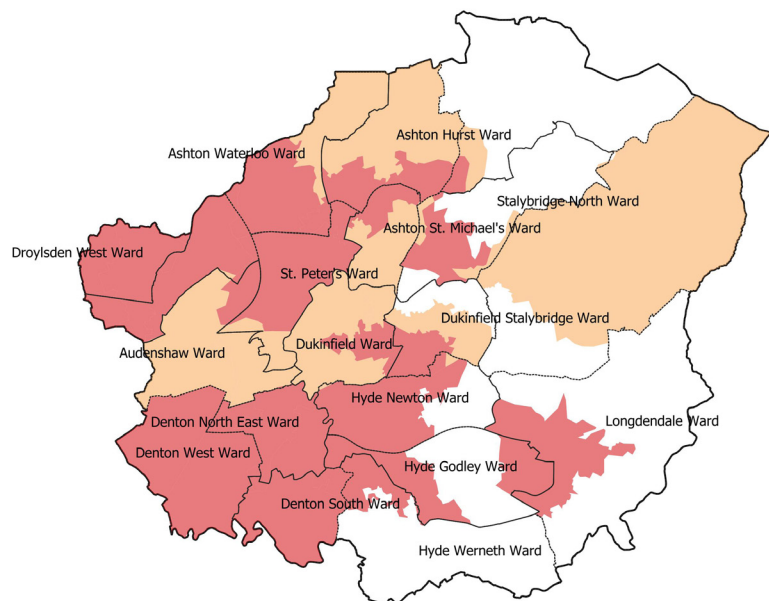 Ashton Hurst Ward
Ashton Waterloo Ward
Stalybridge North Ward
Ashton St. Michael's Ward
Droylsden West Ward
St. Peter's Ward
Dukinfield Stalybridge Ward
Dukinfield Ward
Audenshaw Ward
Hyde Newton Ward
Denton North East Ward
Longdendale Ward
Denton West Ward
Hyde Godley Ward
Denton South Ward
Hyde Werneth Ward